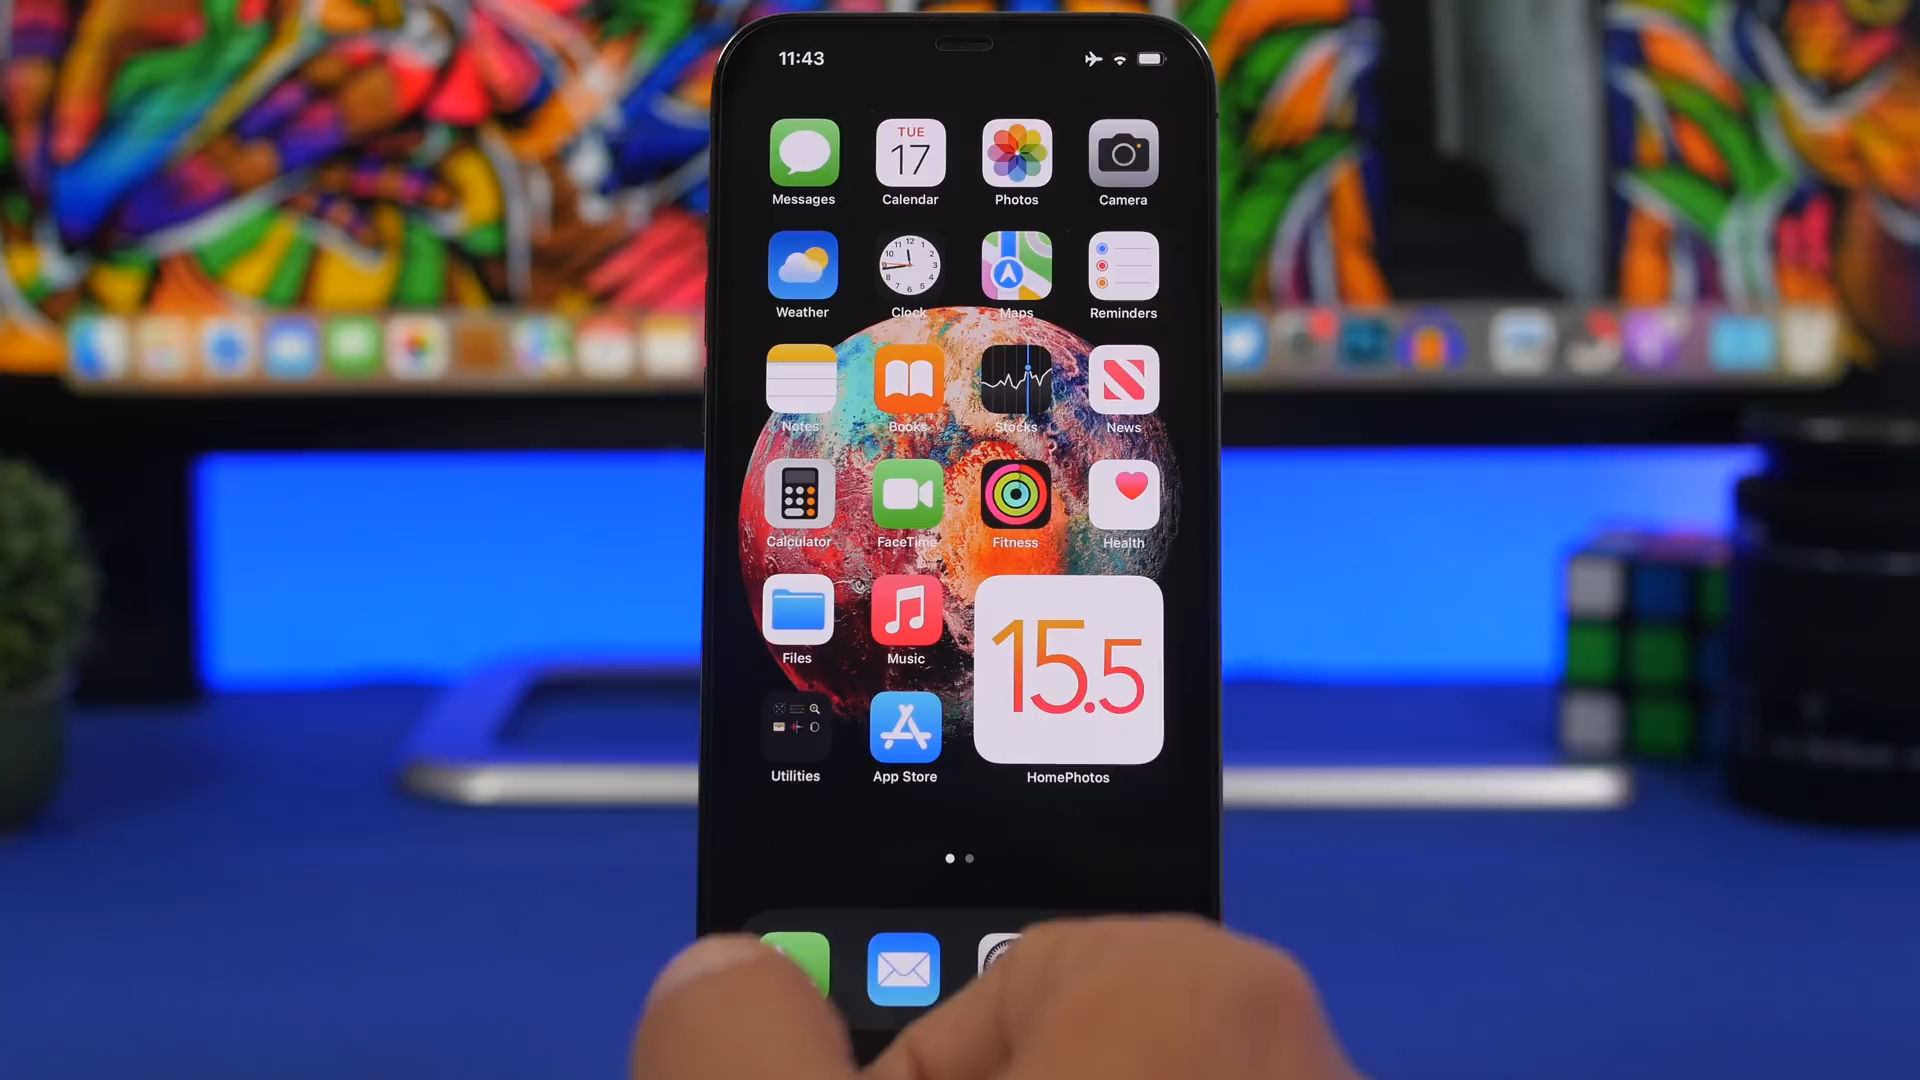 11:43
TUE
17
Messages
Calendar
Photos
Camera
Weather
Clock
Maps
Reminders
Notes
Books
Stocks
News
Calculator
FaceTime
Fitness
Health
Files
Music
15.5
Utilities
App Store
HomePhotos